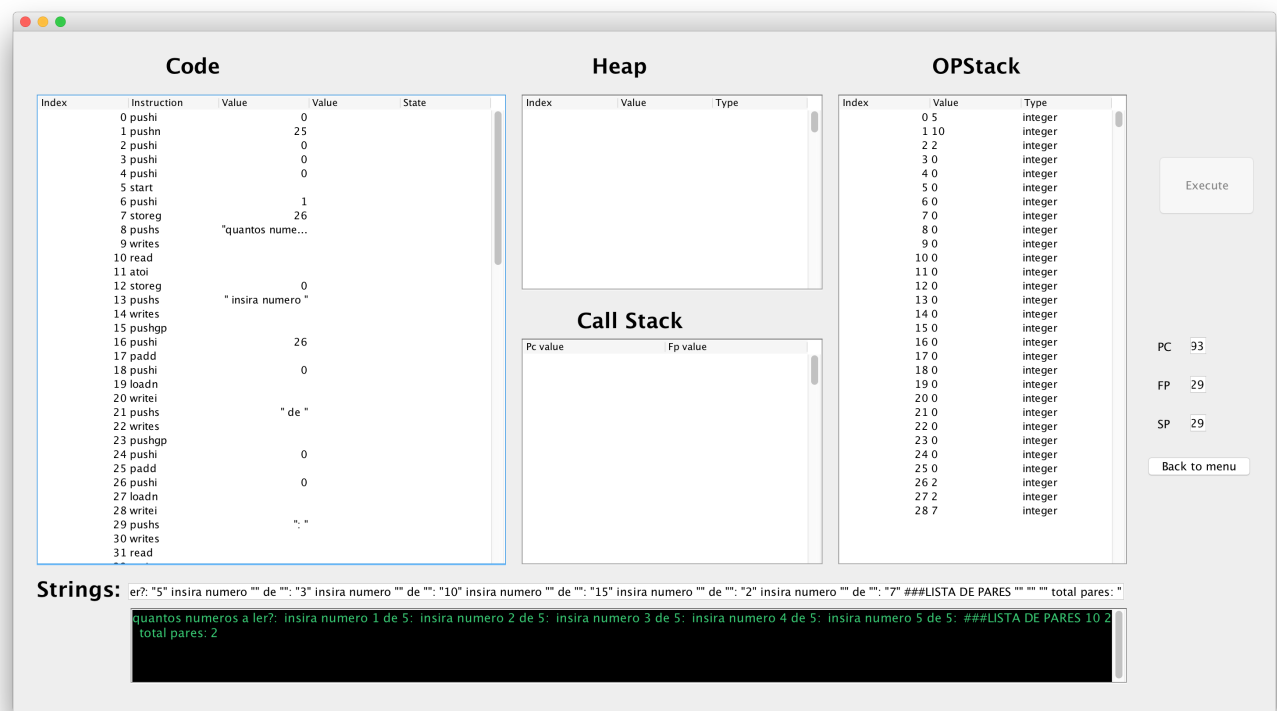 Code
Index Instruction Value Value State
0 pushi 0
1 pushn 25
2 pushi 0
3 pushi 0
4 pushi 0
5 start
6 pushi 1
7 storeg 26
8 pushs "quantos nume...
9 writes
10 read
11 atoi
12 storeg 0
13 pushs " insira numero "
14 writes
15 pushgp
16 pushi 26
17 padd
18 pushi 0
19 loadn
20 writei
21 pushs " de "
22 writes
23 pushgp
24 pushi 0
25 padd
26 pushi 0
27 loadn
28 writei
29 pushs ": "
30 writes
31 read
Heap
Index Value Type
Call Stack
Pc value Fp value
OPStack
Index Value Type
0 5 integer
1 10 integer
2 2 integer
3 0 integer
4 0 integer
5 0 integer
6 0 integer
7 0 integer
8 0 integer
9 0 integer
10 0 integer
11 0 integer
12 0 integer
13 0 integer
14 0 integer
15 0 integer
16 0 integer
17 0 integer
18 0 integer
19 0 integer
20 0 integer
21 0 integer
22 0 integer
23 0 integer
24 0 integer
25 0 integer
26 2 integer
27 2 integer
28 7 integer
Execute
PC 93
FP 29
SP 29
Back to menu
Strings: er?: "5" insira numero "" de "": "3" insira numero "" de "": "10" insira numero "" de "": "15" insira numero "" de "": "2" insira numero "" de "": "7" ###LISTA DE PARES "" "" "" total pares: "
quantos numeros a ler?: insira numero 1 de 5: insira numero 2 de 5: insira numero 3 de 5: insira numero 4 de 5: insira numero 5 de 5: ###LISTA DE PARES 10 2
total pares: 2